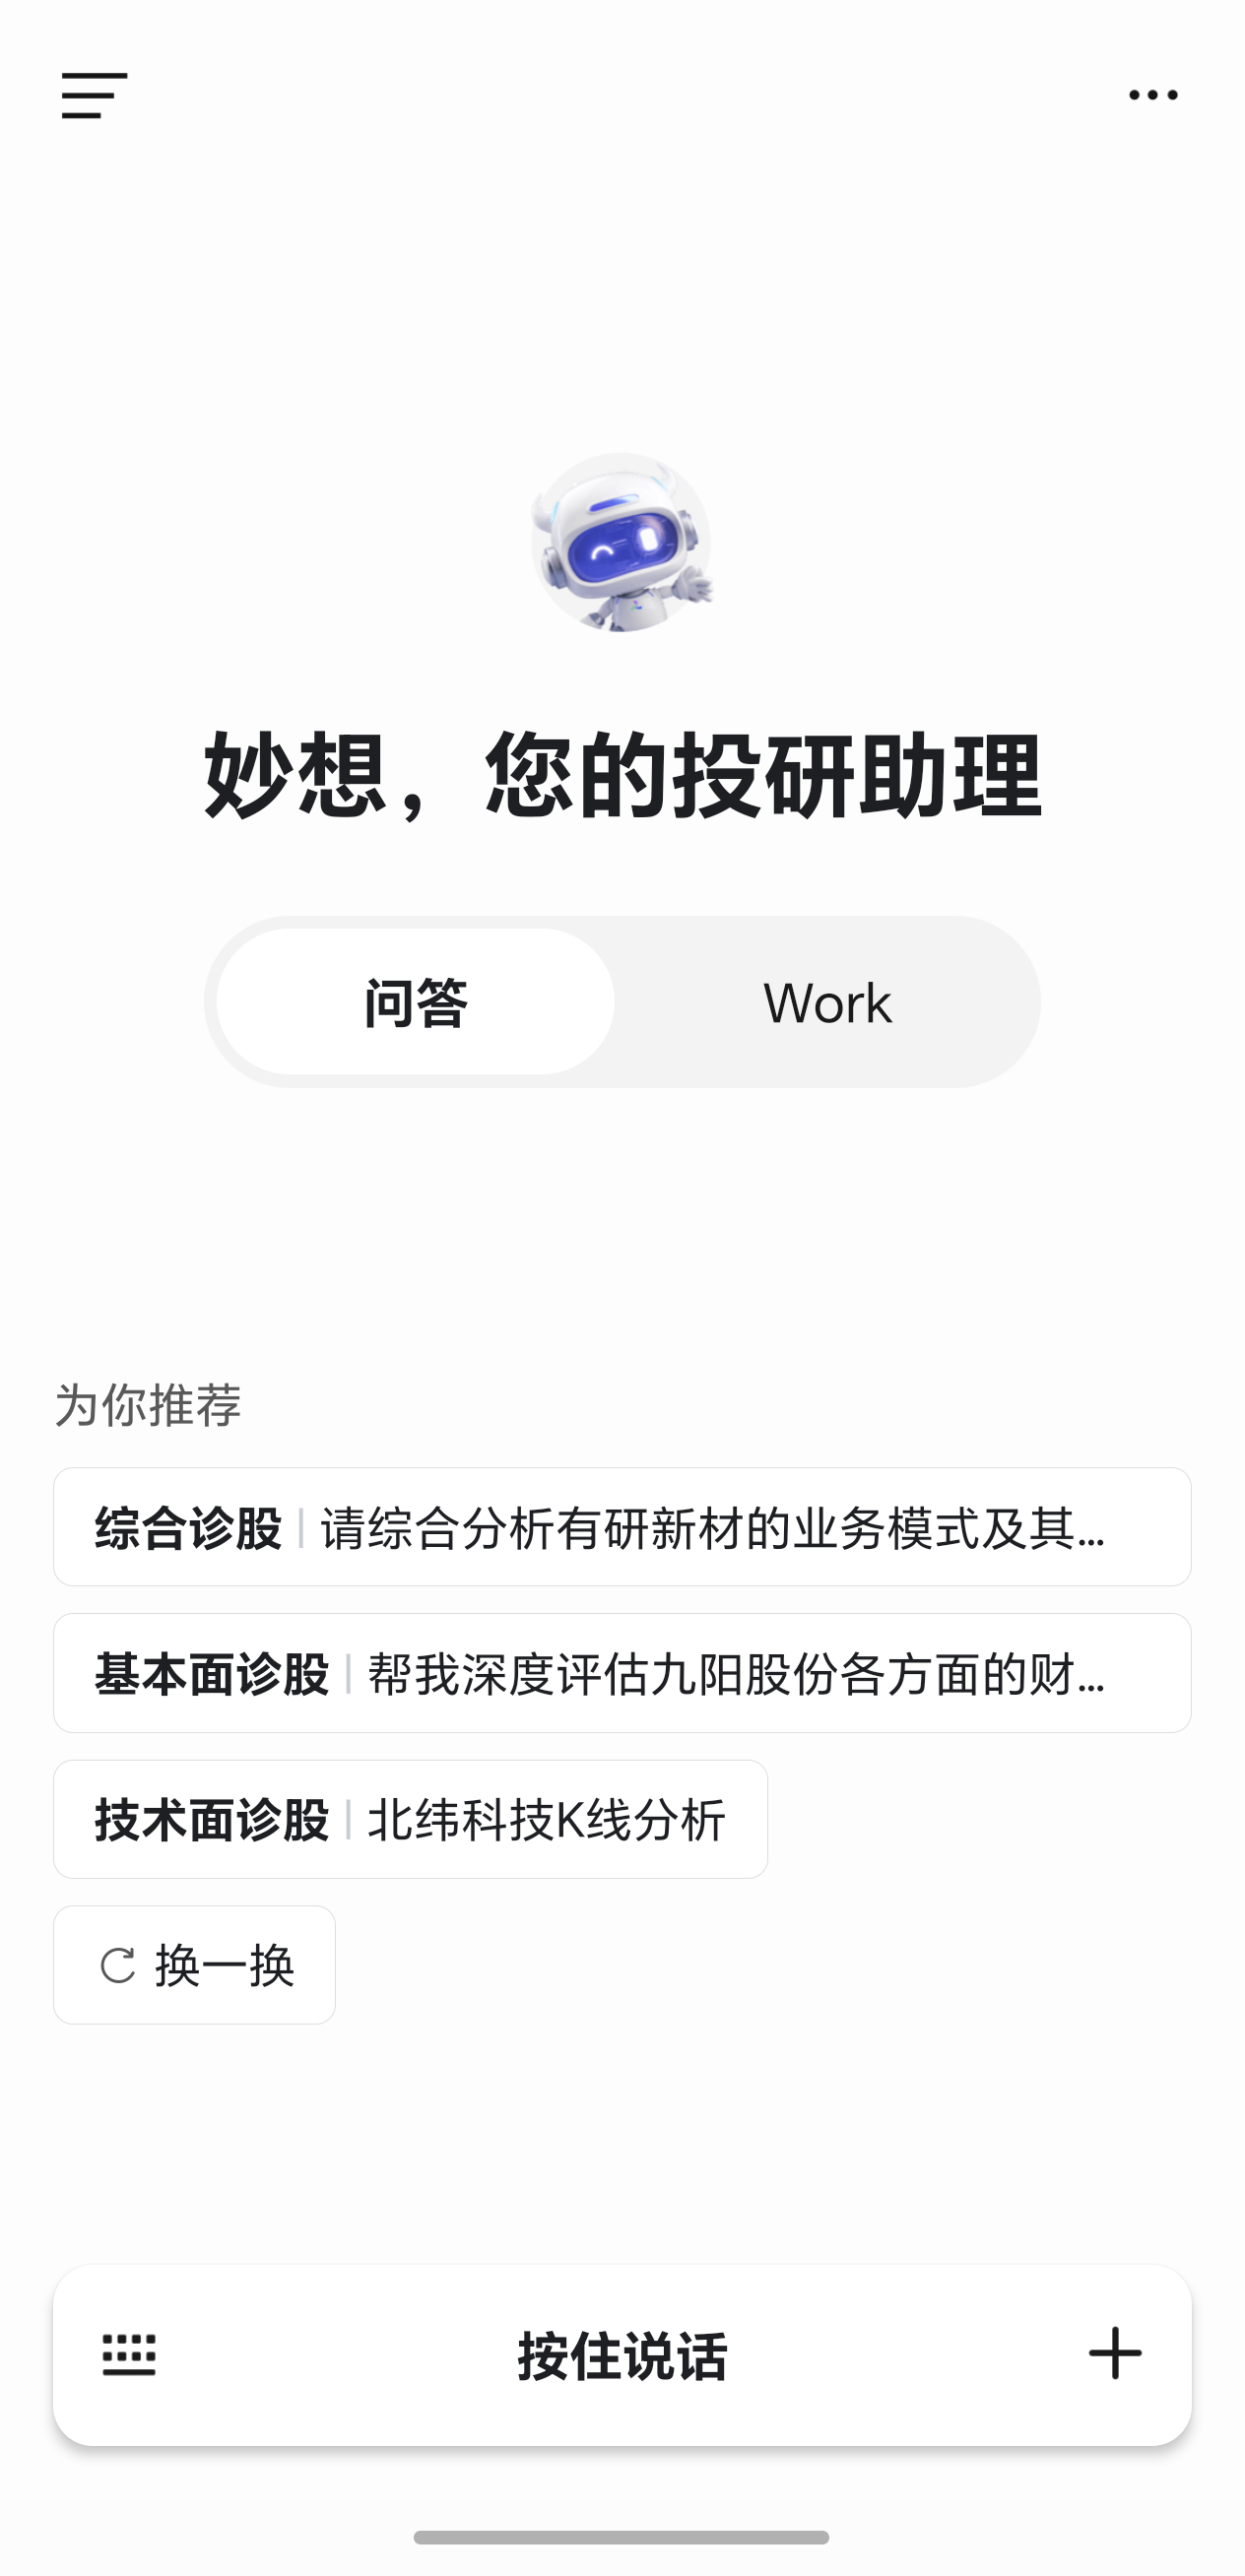 妙想，您的投研助理
问答
Work
为你推荐
综合诊股 | 请综合分析有研新材的业务模式及其...
基本面诊股 | 帮我深度评估九阳股份各方面的财...
技术面诊股 | 北纬科技K线分析
换一换
按住说话